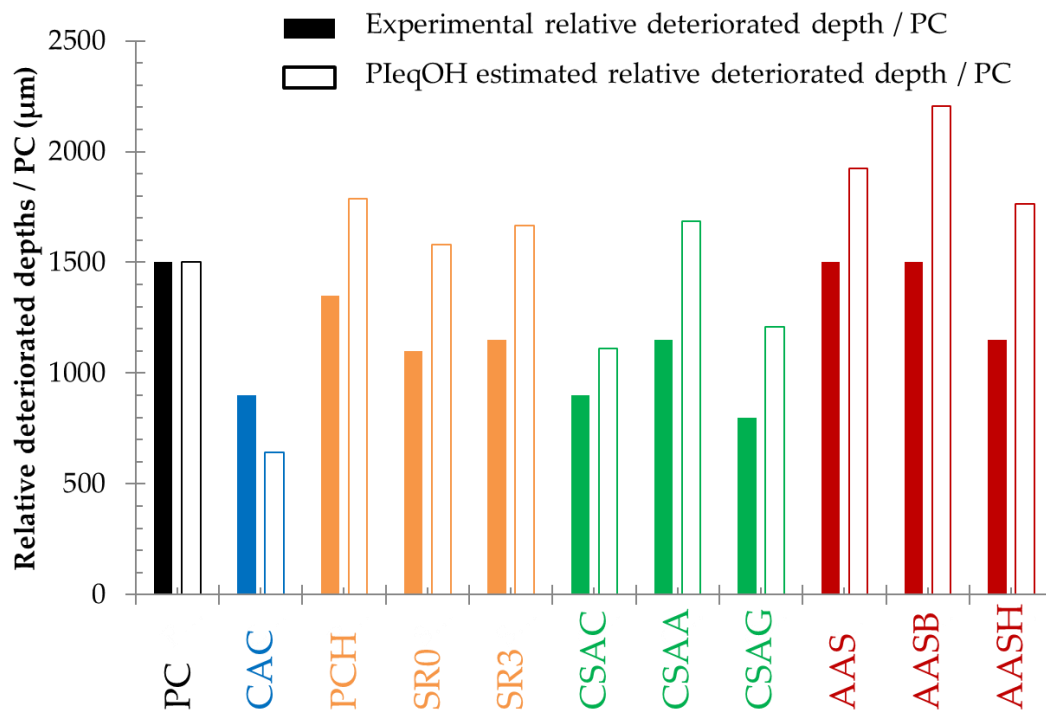 Experimental relative deteriorated depth / PC
PIeqOH estimated relative deteriorated depth / PC
Relative deteriorated depths / PC (µm)
2500
2000
1500
1000
500
0
PC
CAC
PCH
SR0
SR3
CSAC
CSAA
CSAG
AAS
AASB
AASH